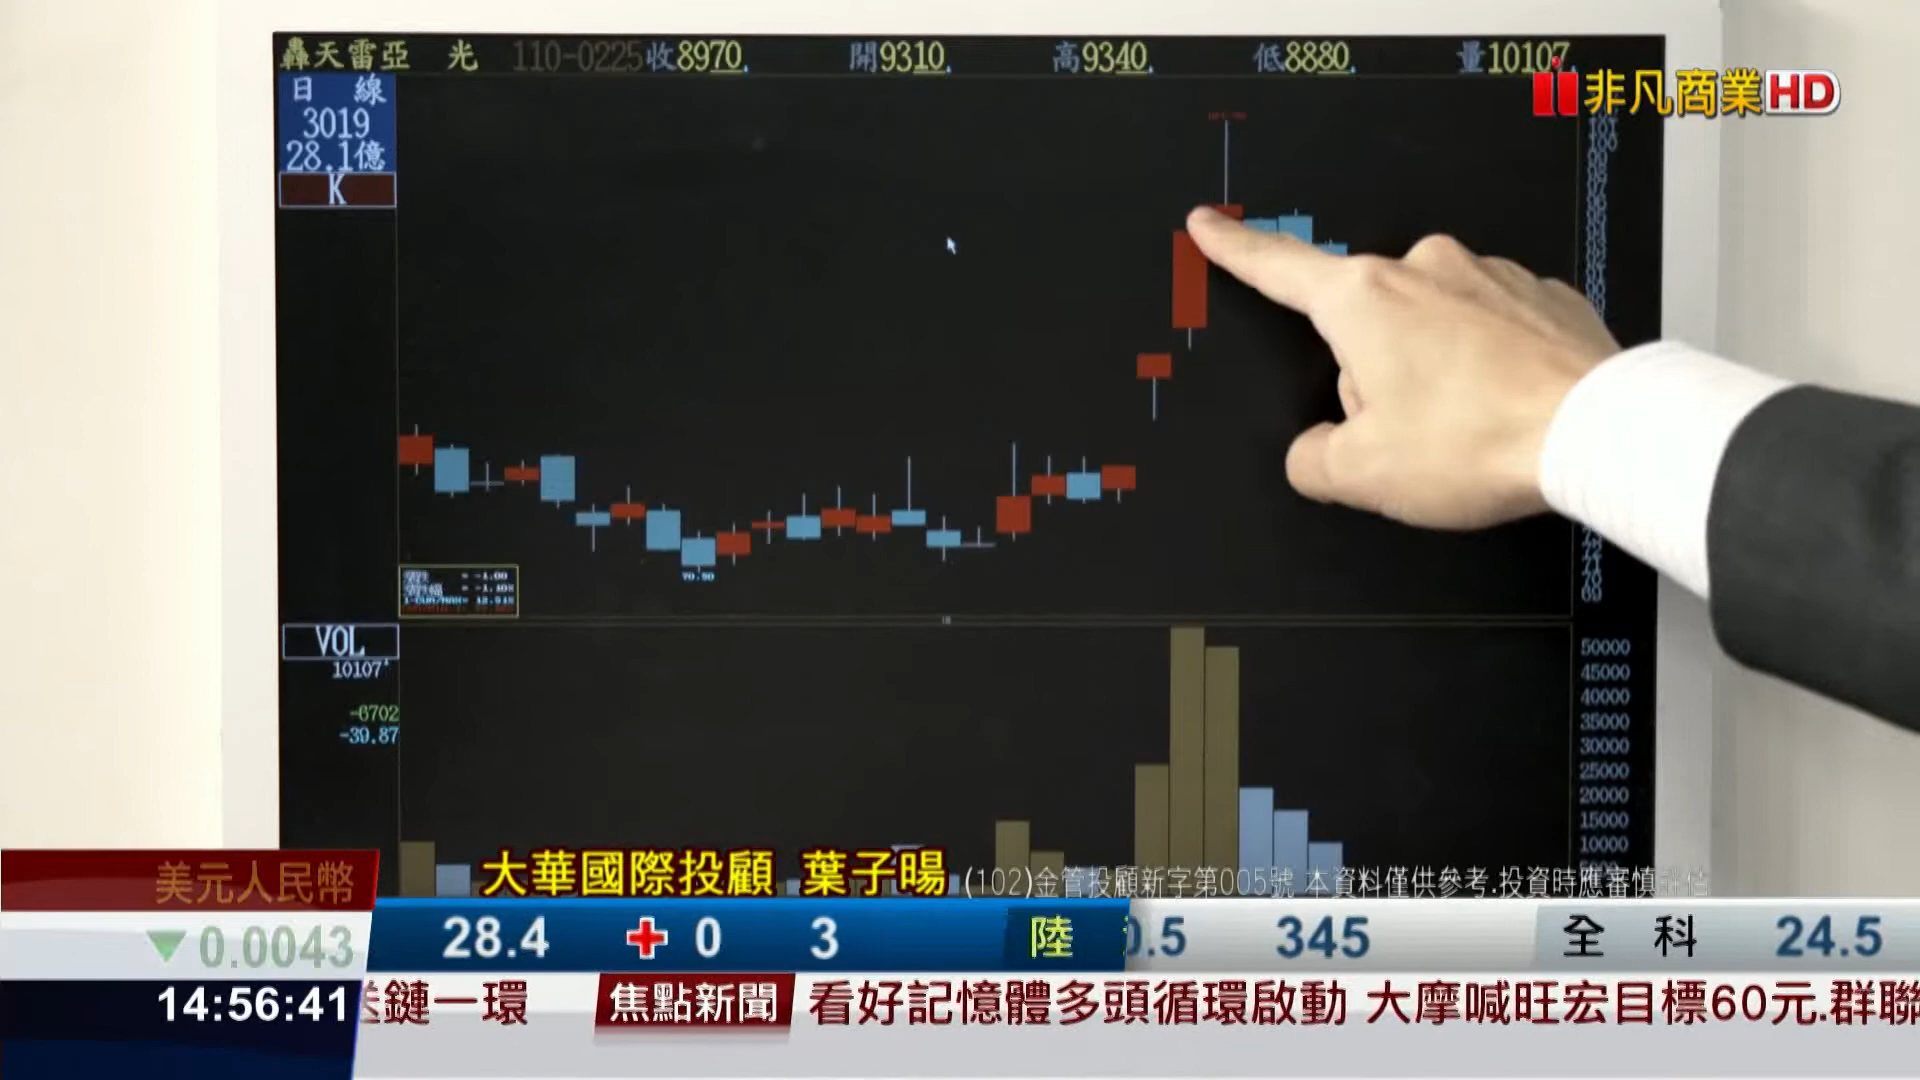 轟天雷亞 光 110-0225收8970. 開9310. 高9340. 低8880. 量10107.
非凡商業HD
日 線
3019
28.1億
K
70.50
VOL
10107
-6702
-39.87
50000
45000
40000
35000
30000
25000
20000
15000
10000
美元人民幣
大華國際投顧 葉子暘
(102)金管投顧新字第005號 本資料僅供參考.投資時應審慎評估
▼0.0043
28.4 + 0 3 陸 0.5 345 全 科 24.5
14:56:41
鏈一環 焦點新聞 看好記憶體多頭循環啟動 大摩喊旺宏目標60元.群聯